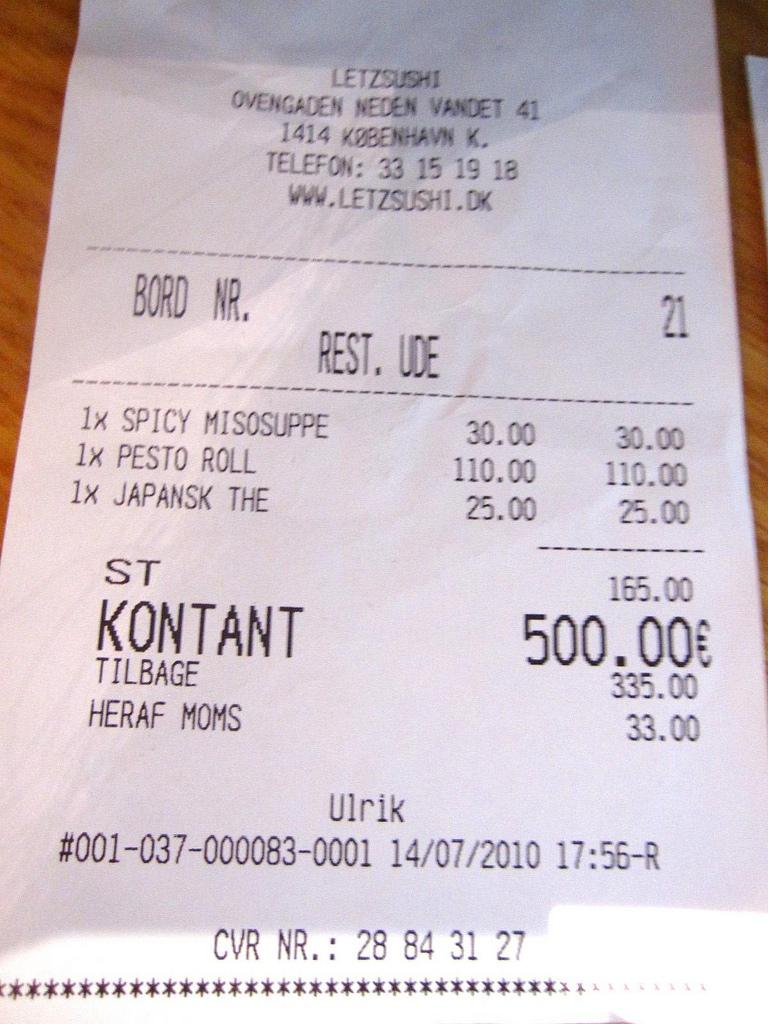 LETZSUSHI
OVENGADEN NEDEN VANDET 41
1414 KØBENHAVN K.
TELEFON: 33 15 19 18
WWW.LETZSUSHI.DK
BORD NR. 21
REST. UDE
1x SPICY MISOSUPPE 30.00 30.00
1x PESTO ROLL 110.00 110.00
1x JAPANSK THE 25.00 25.00
ST 165.00
KONTANT 500.00€
TILBAGE 335.00
HERAF MOMS 33.00
Ulrik
#001-037-000083-0001 14/07/2010 17:56-R
CVR NR.: 28 84 31 27